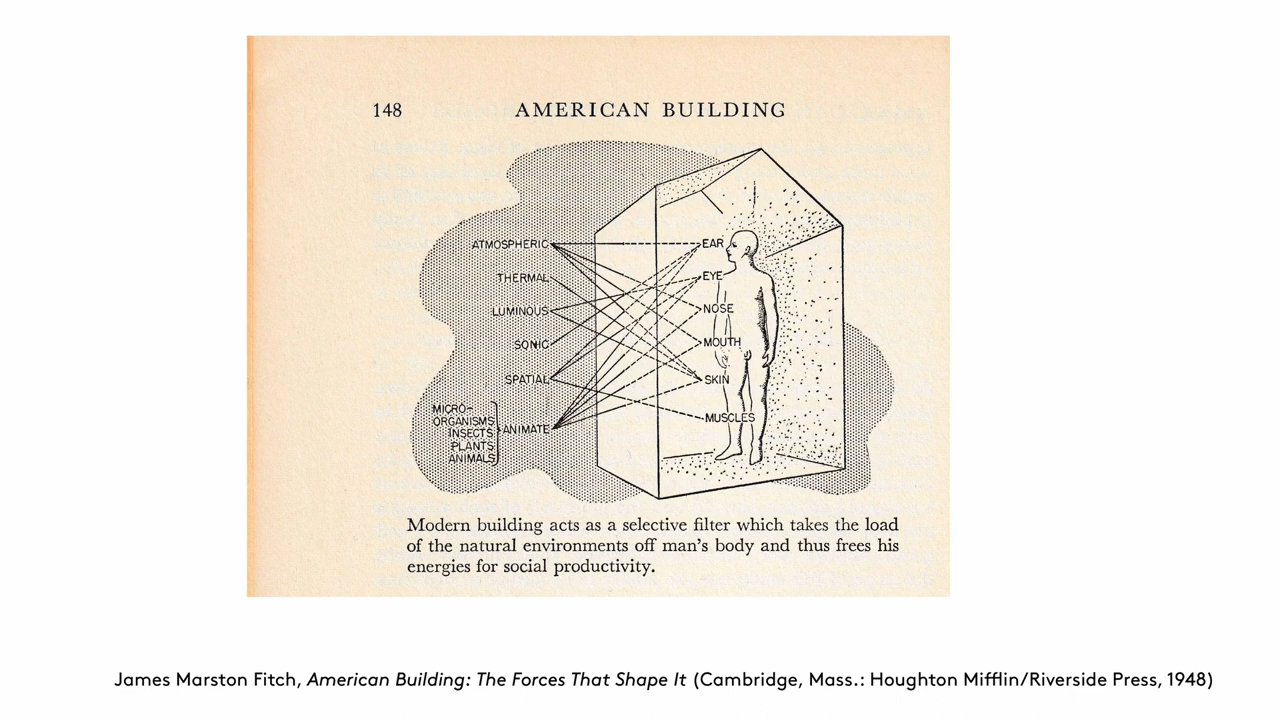 148 AMERICAN BUILDING
ATMOSPHERIC
THERMAL
LUMINOUS
SONIC
SPATIAL
MICRO-
ORGANISMS
INSECTS
PLANTS
ANIMALS
ANIMATE
EAR
EYE
NOSE
MOUTH
SKIN
MUSCLES
Modern building acts as a selective filter which takes the load
of the natural environments off man's body and thus frees his
energies for social productivity.
James Marston Fitch, American Building: The Forces That Shape It (Cambridge, Mass.: Houghton Mifflin/Riverside Press, 1948)